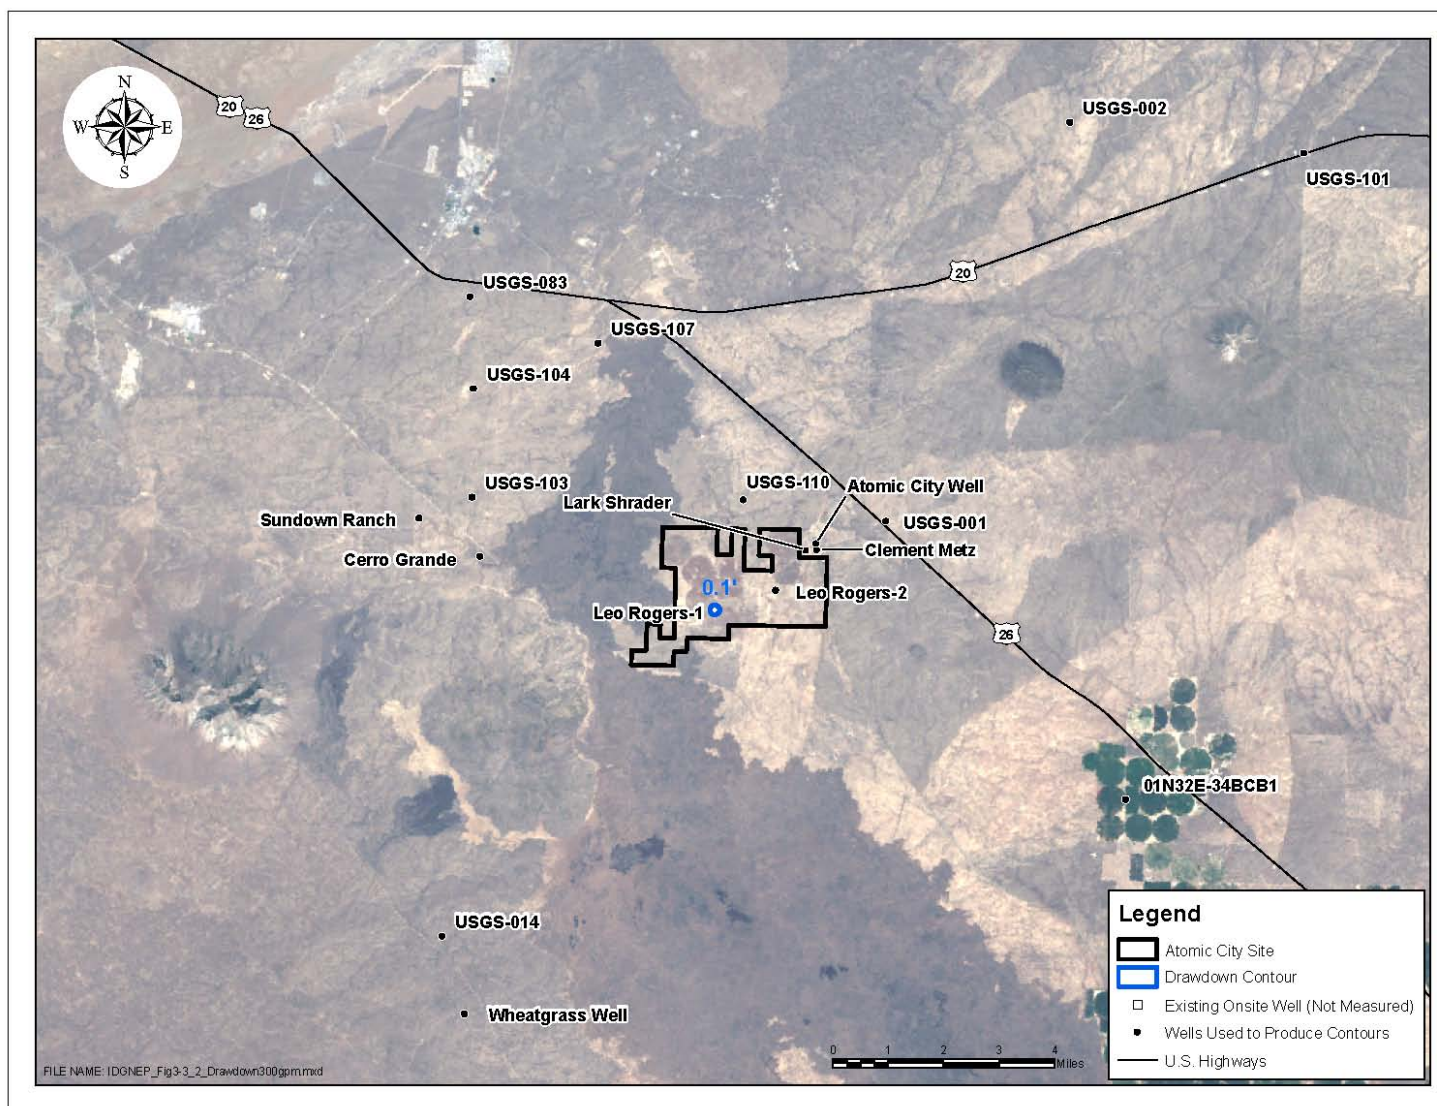 N
W E
S
20
26
USGS-002
USGS-101
20
USGS-083
USGS-107
USGS-104
USGS-103
USGS-110
Atomic City Well
Lark Shrader
Sundown Ranch
USGS-001
Clement Metz
Cerro Grande
0.1'
Leo Rogers-2
Leo Rogers-1
26
01N32E-34BCB1
USGS-014
Wheatgrass Well
Legend
Atomic City Site
Drawdown Contour
Existing Onsite Well (Not Measured)
Wells Used to Produce Contours
U.S. Highways
0 1 2 3 4
Miles
FILE NAME: IDGNEP_Fig3-3_2_Drawdown300gpm.mxd